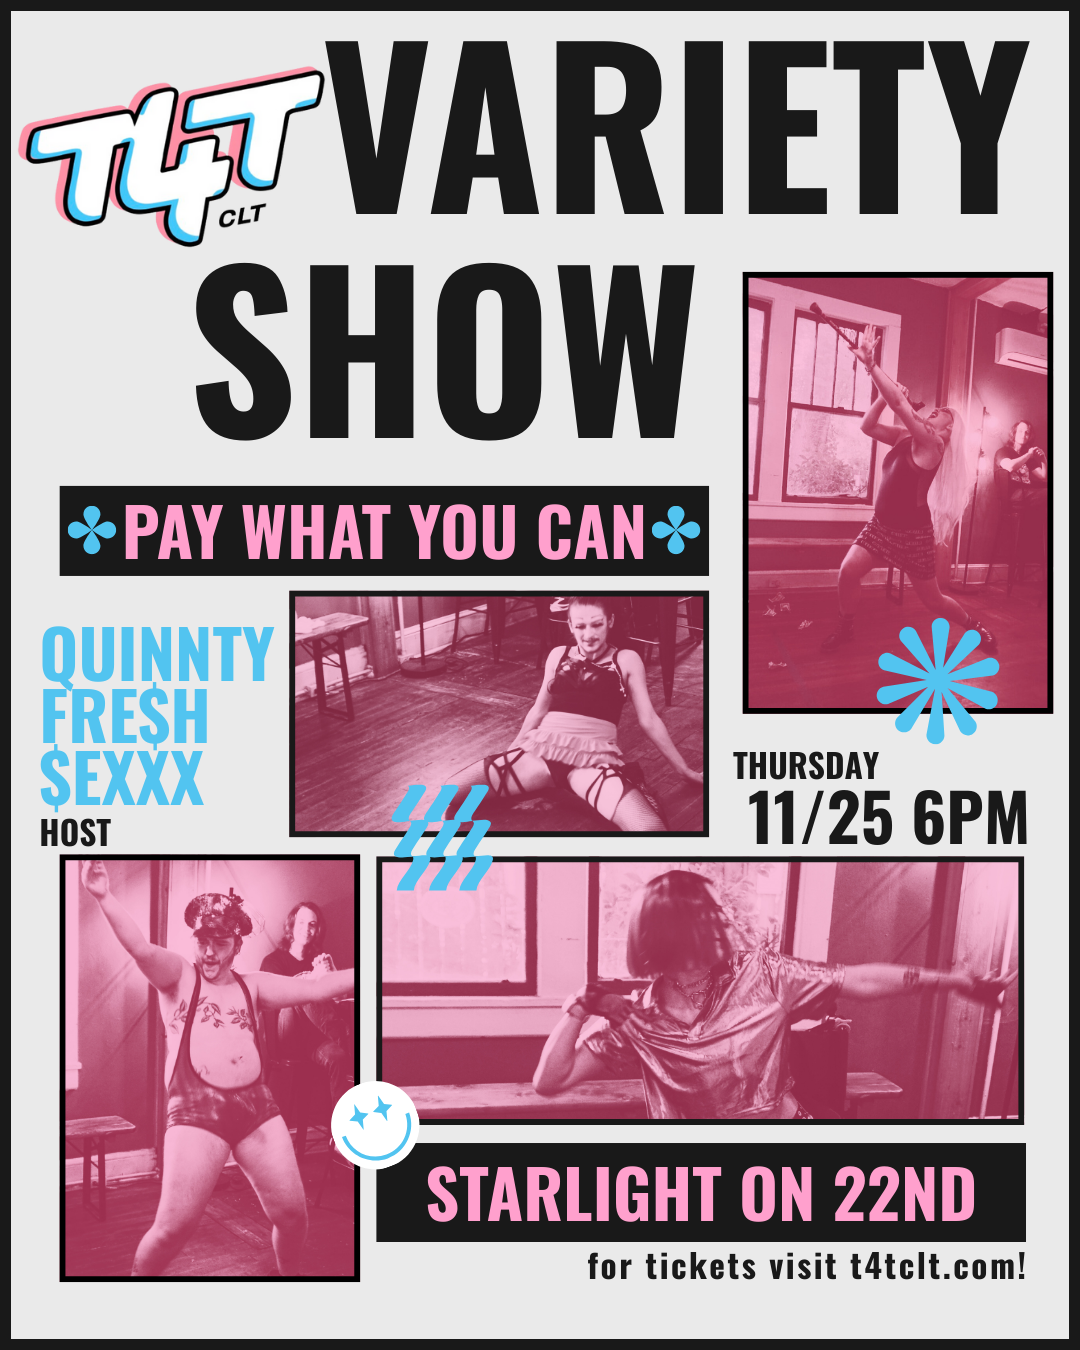 T4T
CLT
VARIETY
SHOW
PAY WHAT YOU CAN
QUINNTY
FRE$H
$EXXX
HOST
THURSDAY
11/25 6PM
STARLIGHT ON 22ND
for tickets visit t4tclt.com!